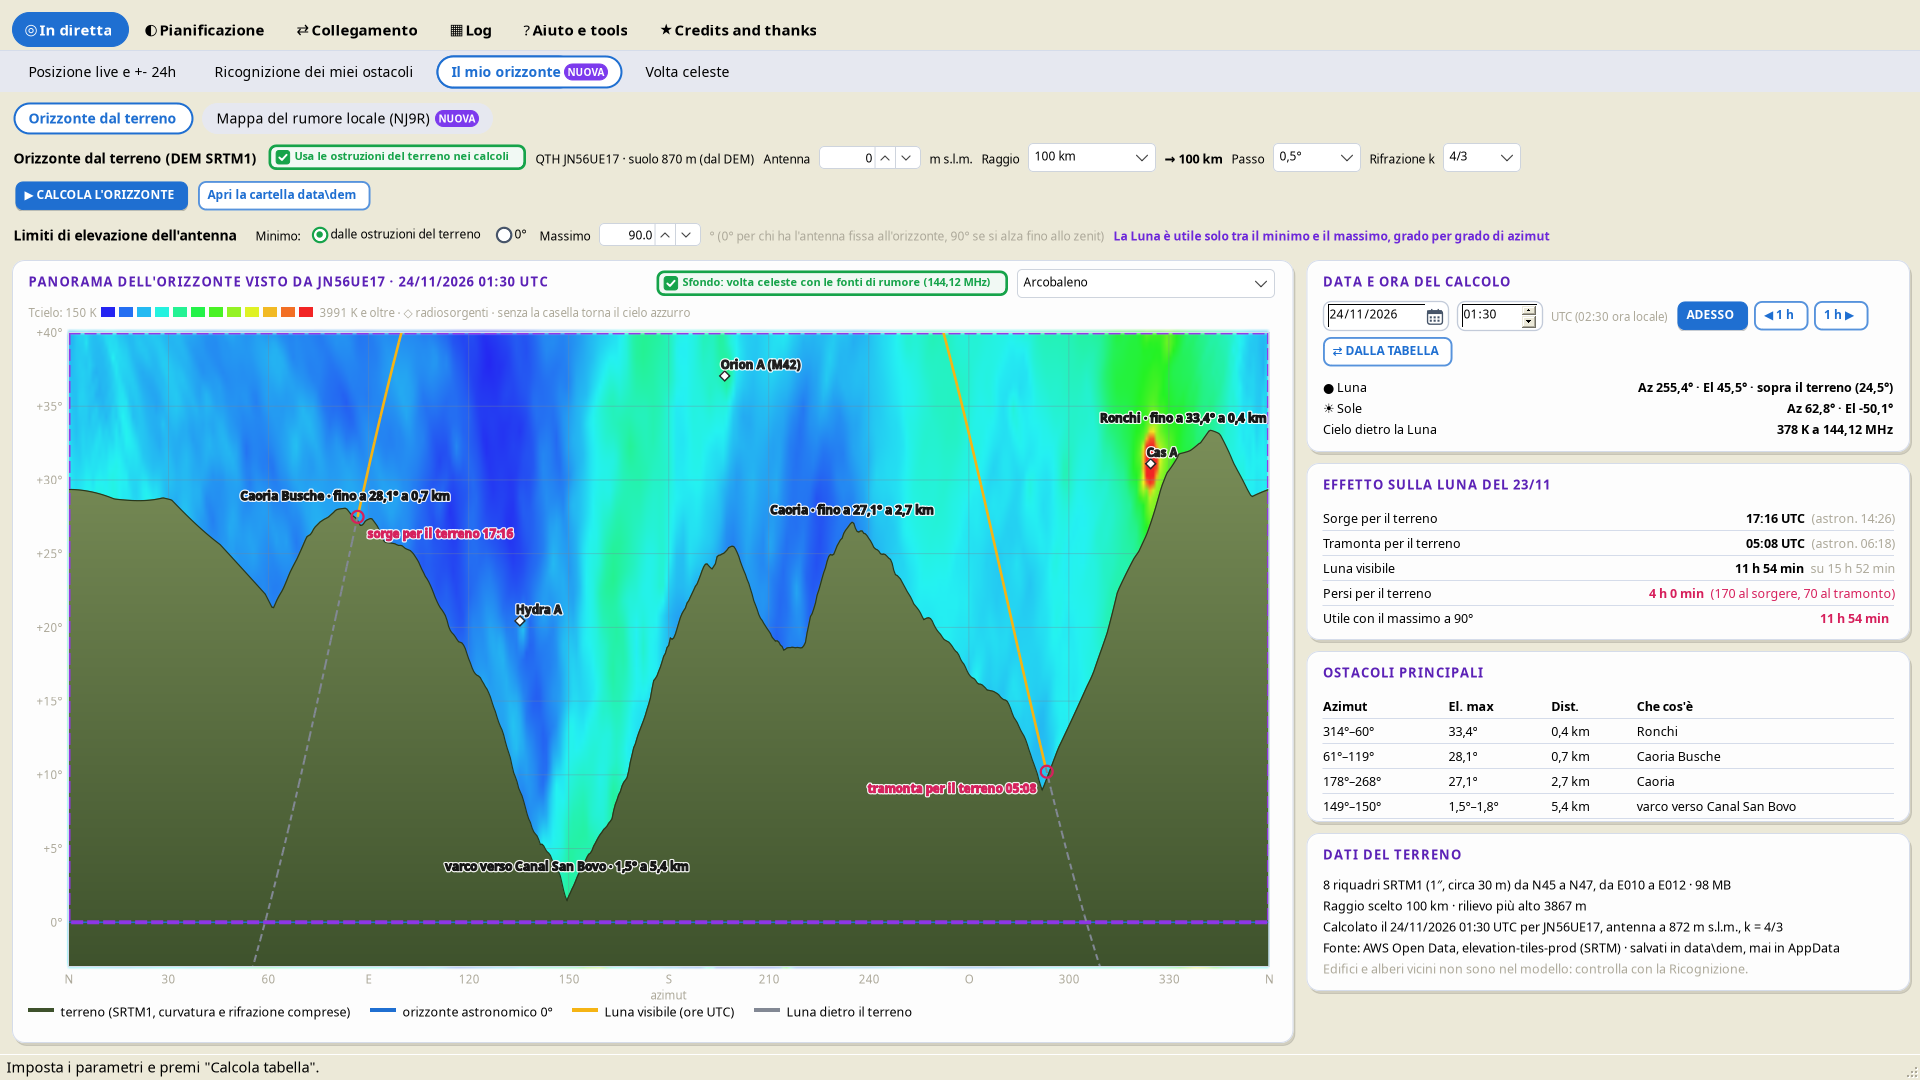 ◎ In diretta ◐ Pianificazione ⇄ Collegamento ▦ Log ? Aiuto e tools ★ Credits and thanks
Posizione live e +- 24h Ricognizione dei miei ostacoli Il mio orizzonte NUOVA Volta celeste
Orizzonte dal terreno Mappa del rumore locale (NJ9R) NUOVA
Orizzonte dal terreno (DEM SRTM1) Usa le ostruzioni del terreno nei calcoli QTH JN56UE17 · suolo 870 m (dal DEM) Antenna 0 m s.l.m. Raggio 100 km → 100 km Passo 0,5° Rifrazione k 4/3
▶ CALCOLA L'ORIZZONTE Apri la cartella data\dem
Limiti di elevazione dell'antenna Minimo: dalle ostruzioni del terreno 0° Massimo 90.0 ° (0° per chi ha l'antenna fissa all'orizzonte, 90° se si alza fino allo zenit) La Luna è utile solo tra il minimo e il massimo, grado per grado di azimut
PANORAMA DELL'ORIZZONTE VISTO DA JN56UE17 · 24/11/2026 01:30 UTC Sfondo: volta celeste con le fonti di rumore (144,12 MHz) Arcobaleno
Tcielo: 150 K 3991 K e oltre · ◇ radiosorgenti · senza la casella torna il cielo azzurro
+40°
+35°
+30°
+25°
+20°
+15°
+10°
+5°
0°
Orion A (M42)
Ronchi · fino a 33,4° a 0,4 km
Cas A
Caoria Busche · fino a 28,1° a 0,7 km
Caoria · fino a 27,1° a 2,7 km
sorge per il terreno 17:16
Hydra A
tramonta per il terreno 05:08
varco verso Canal San Bovo · 1,5° a 5,4 km
N 30 60 E 120 150 S 210 240 O 300 330 N
azimut
terreno (SRTM1, curvatura e rifrazione comprese) orizzonte astronomico 0° Luna visibile (ore UTC) Luna dietro il terreno
DATA E ORA DEL CALCOLO
24/11/2026 01:30 UTC (02:30 ora locale) ADESSO ◀ 1 h 1 h ▶
⇄ DALLA TABELLA
● Luna Az 255,4° · El 45,5° · sopra il terreno (24,5°)
☀ Sole Az 62,8° · El -50,1°
Cielo dietro la Luna 378 K a 144,12 MHz
EFFETTO SULLA LUNA DEL 23/11
Sorge per il terreno 17:16 UTC (astron. 14:26)
Tramonta per il terreno 05:08 UTC (astron. 06:18)
Luna visibile 11 h 54 min su 15 h 52 min
Persi per il terreno 4 h 0 min (170 al sorgere, 70 al tramonto)
Utile con il massimo a 90° 11 h 54 min
OSTACOLI PRINCIPALI
Azimut El. max Dist. Che cos'è
314°–60° 33,4° 0,4 km Ronchi
61°–119° 28,1° 0,7 km Caoria Busche
178°–268° 27,1° 2,7 km Caoria
149°–150° 1,5°–1,8° 5,4 km varco verso Canal San Bovo
DATI DEL TERRENO
8 riquadri SRTM1 (1″, circa 30 m) da N45 a N47, da E010 a E012 · 98 MB
Raggio scelto 100 km · rilievo più alto 3867 m
Calcolato il 24/11/2026 01:30 UTC per JN56UE17, antenna a 872 m s.l.m., k = 4/3
Fonte: AWS Open Data, elevation-tiles-prod (SRTM) · salvati in data\dem, mai in AppData
Edifici e alberi vicini non sono nel modello: controlla con la Ricognizione.
Imposta i parametri e premi "Calcola tabella".